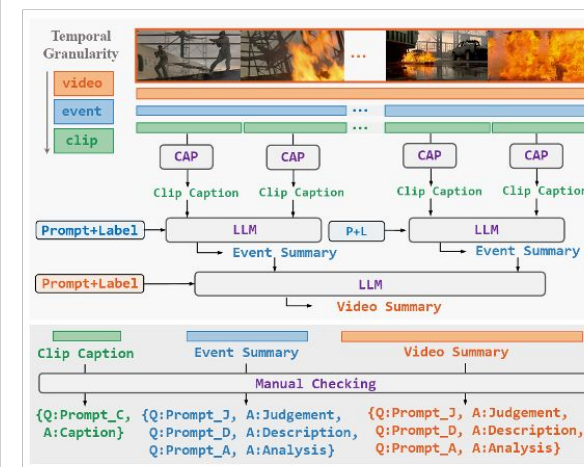 Temporal
Granularity
video
event
clip
...
...
...
CAP CAP CAP CAP
Clip Caption Clip Caption Clip Caption Clip Caption
Prompt+Label LLM P+L LLM
Event Summary Event Summary
Prompt+Label LLM
Video Summary
Clip Caption Event Summary Video Summary
Manual Checking
{Q:Prompt_C, {Q:Prompt_J, A:Judgement, {Q:Prompt_J, A:Judgement,
A:Caption} Q:Prompt_D, A:Description, Q:Prompt_D, A:Description,
Q:Prompt_A, A:Analysis} Q:Prompt_A, A:Analysis}